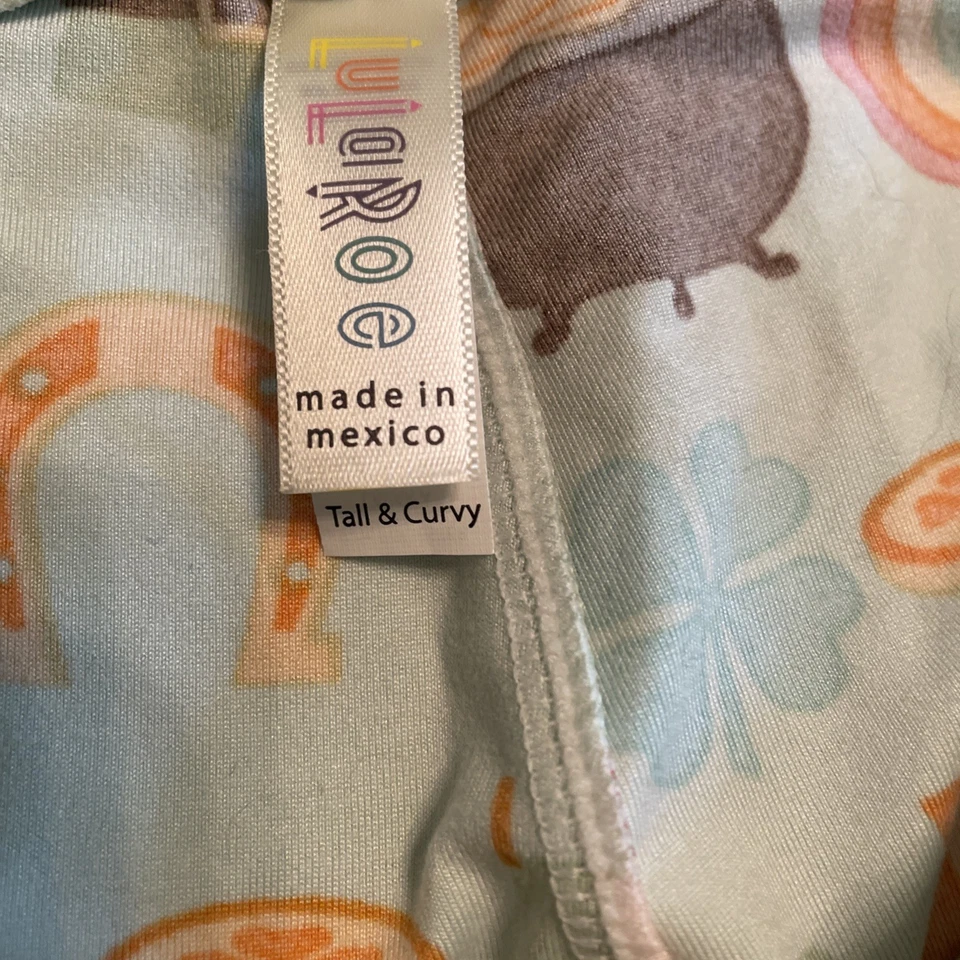 LuLaRoe
made in
mexico
Tall & Curvy